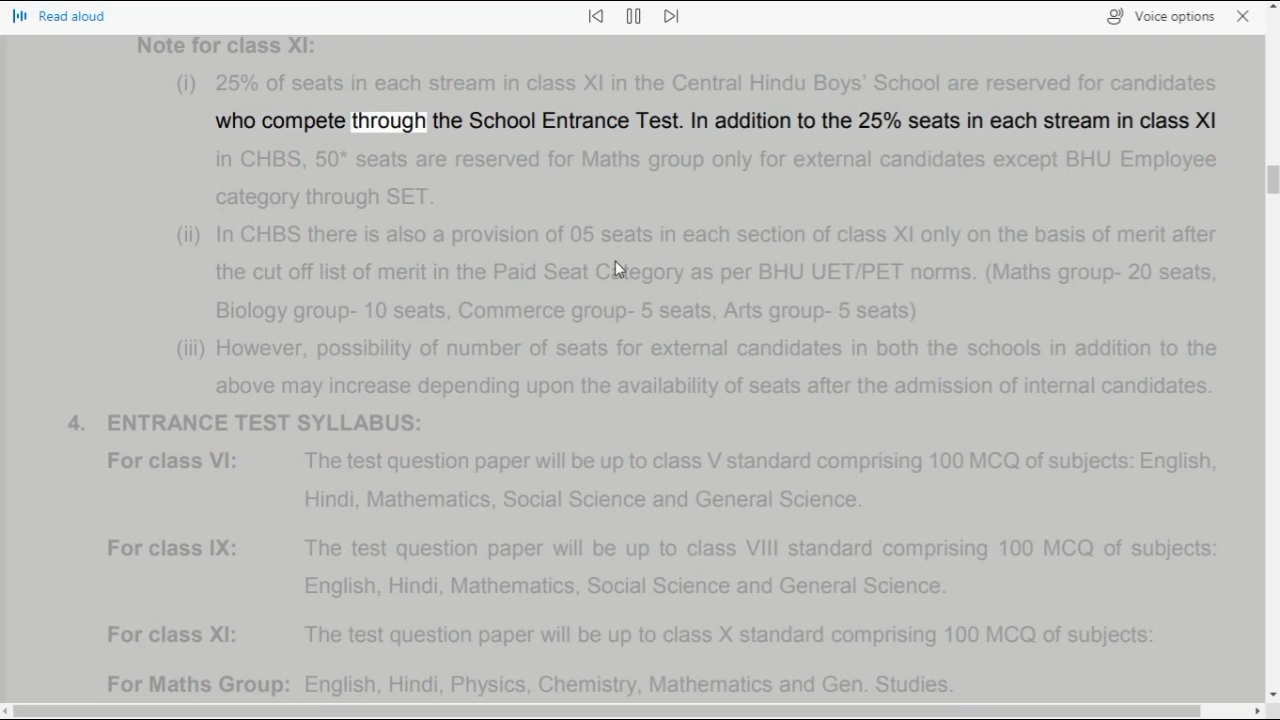 Read aloud
Voice options
Note for class XI:
(i) 25% of seats in each stream in class XI in the Central Hindu Boys' School are reserved for candidates
who compete through the School Entrance Test. In addition to the 25% seats in each stream in class XI
in CHBS, 50* seats are reserved for Maths group only for external candidates except BHU Employee
category through SET.
(ii) In CHBS there is also a provision of 05 seats in each section of class XI only on the basis of merit after
the cut off list of merit in the Paid Seat Category as per BHU UET/PET norms. (Maths group- 20 seats,
Biology group- 10 seats, Commerce group- 5 seats, Arts group- 5 seats)
(iii) However, possibility of number of seats for external candidates in both the schools in addition to the
above may increase depending upon the availability of seats after the admission of internal candidates.
4. ENTRANCE TEST SYLLABUS:
For class VI: The test question paper will be up to class V standard comprising 100 MCQ of subjects: English,
Hindi, Mathematics, Social Science and General Science.
For class IX: The test question paper will be up to class VIII standard comprising 100 MCQ of subjects:
English, Hindi, Mathematics, Social Science and General Science.
For class XI: The test question paper will be up to class X standard comprising 100 MCQ of subjects:
For Maths Group: English, Hindi, Physics, Chemistry, Mathematics and Gen. Studies.